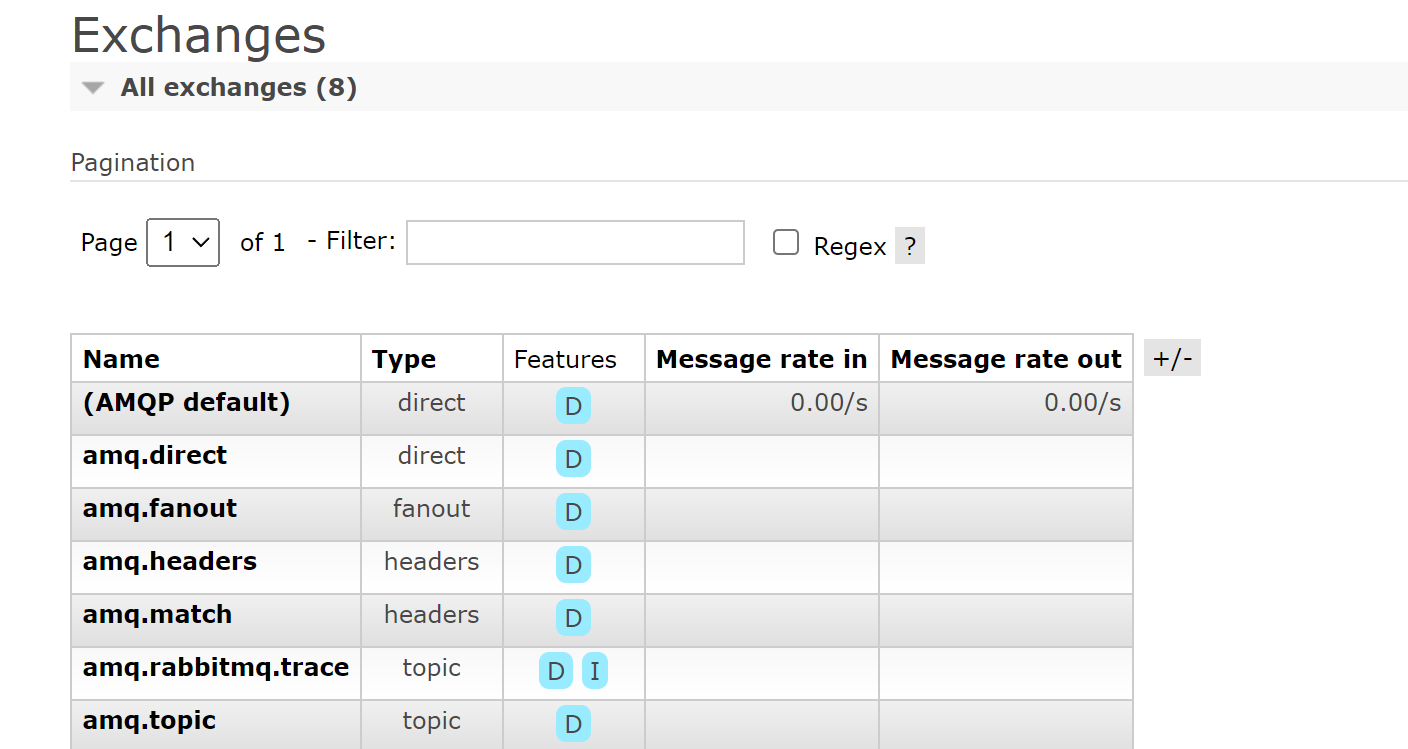 Exchanges
All exchanges (8)
Pagination
Page 1 of 1 - Filter: Regex ?
Name Type Features Message rate in Message rate out +/-
(AMQP default) direct D 0.00/s 0.00/s
amq.direct direct D
amq.fanout fanout D
amq.headers headers D
amq.match headers D
amq.rabbitmq.trace topic D I
amq.topic topic D